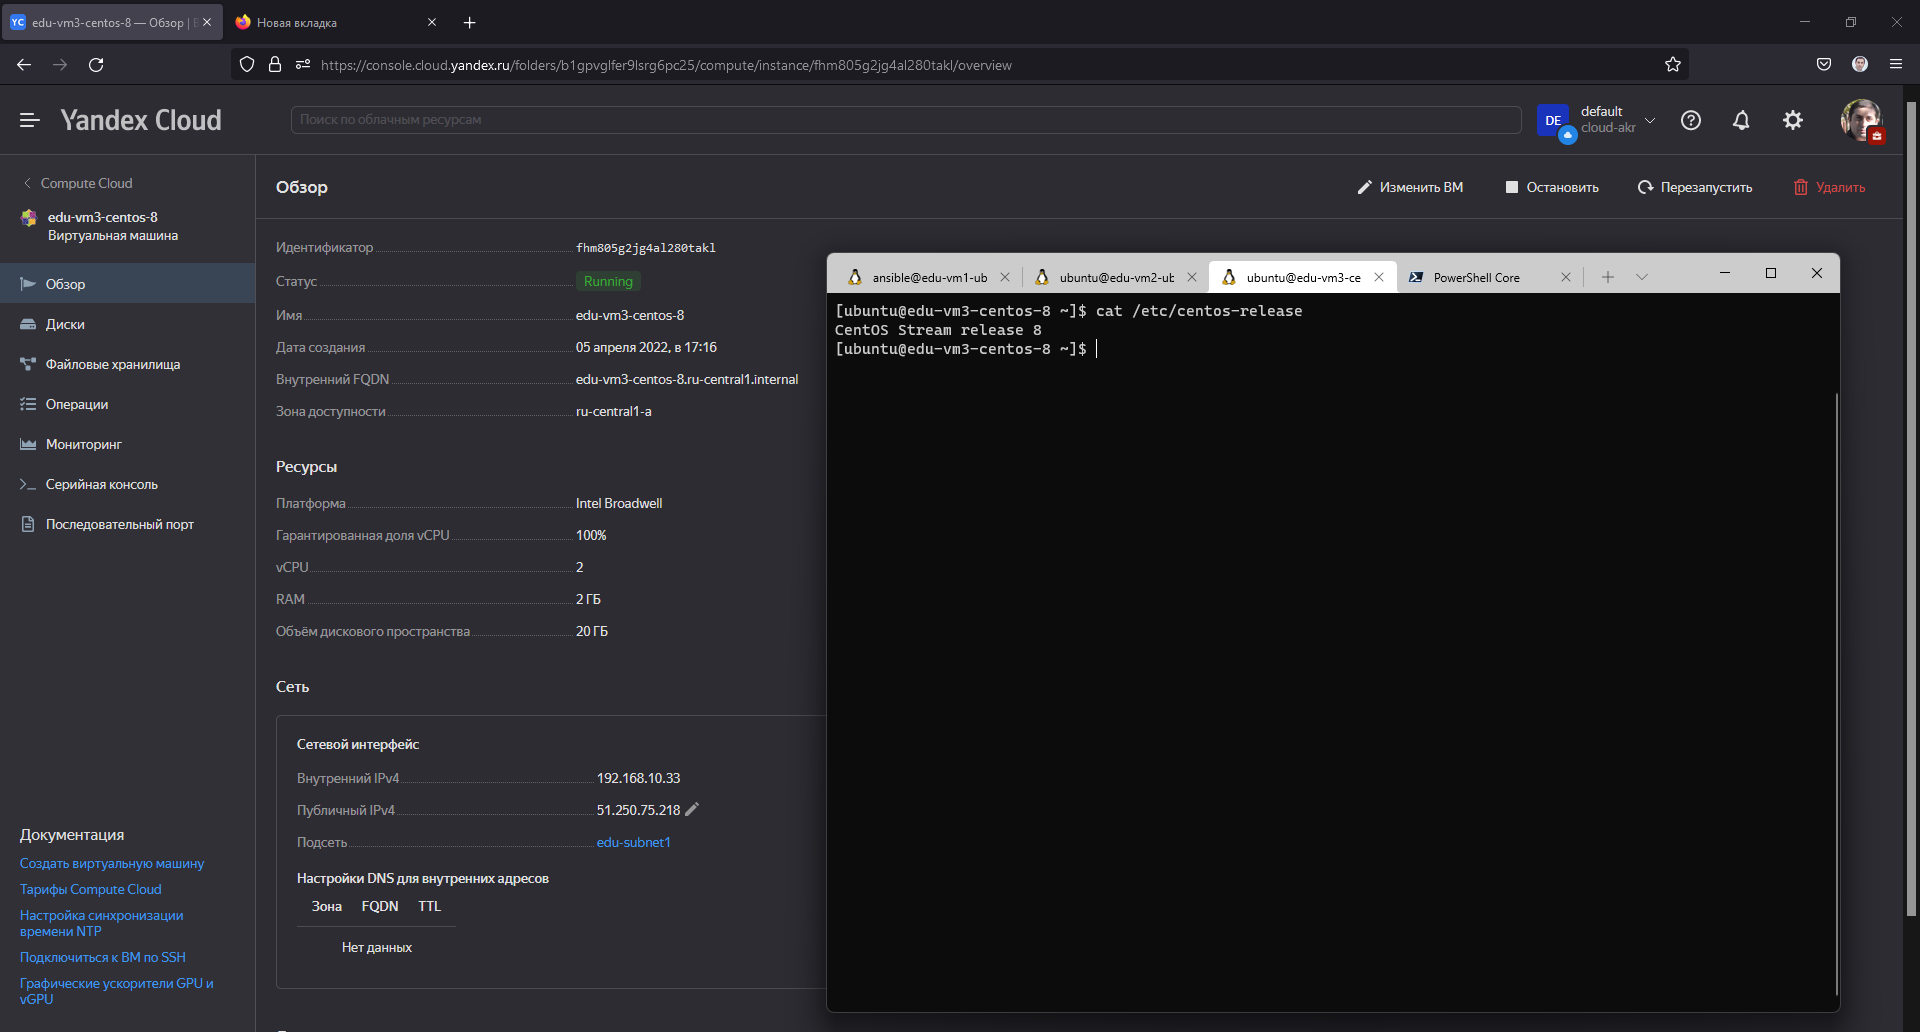 edu-vm3-centos-8 — Обзор |
Новая вкладка
https://console.cloud.yandex.ru/folders/b1gpvglfer9lsrg6pc25/compute/instance/fhm805g2jg4al280takl/overview
Yandex Cloud
Поиск по облачным ресурсам
DE
default
cloud-akr
Compute Cloud
edu-vm3-centos-8
Виртуальная машина
Обзор
Диски
Файловые хранилища
Операции
Мониторинг
Серийная консоль
Последовательный порт
Документация
Создать виртуальную машину
Тарифы Compute Cloud
Настройка синхронизации
времени NTP
Подключиться к ВМ по SSH
Графические ускорители GPU и
vGPU
Обзор
Изменить ВМ
Остановить
Перезапустить
Удалить
Идентификатор fhm805g2jg4al280takl
Статус Running
Имя edu-vm3-centos-8
Дата создания 05 апреля 2022, в 17:16
Внутренний FQDN edu-vm3-centos-8.ru-central1.internal
Зона доступности ru-central1-a
Ресурсы
Платформа Intel Broadwell
Гарантированная доля vCPU 100%
vCPU 2
RAM 2 ГБ
Объём дискового пространства 20 ГБ
Сеть
Сетевой интерфейс
Внутренний IPv4 192.168.10.33
Публичный IPv4 51.250.75.218
Подсеть edu-subnet1
Настройки DNS для внутренних адресов
Зона FQDN TTL
Нет данных
ansible@edu-vm1-ub
ubuntu@edu-vm2-ub
ubuntu@edu-vm3-ce
PowerShell Core
[ubuntu@edu-vm3-centos-8 ~]$ cat /etc/centos-release
CentOS Stream release 8
[ubuntu@edu-vm3-centos-8 ~]$